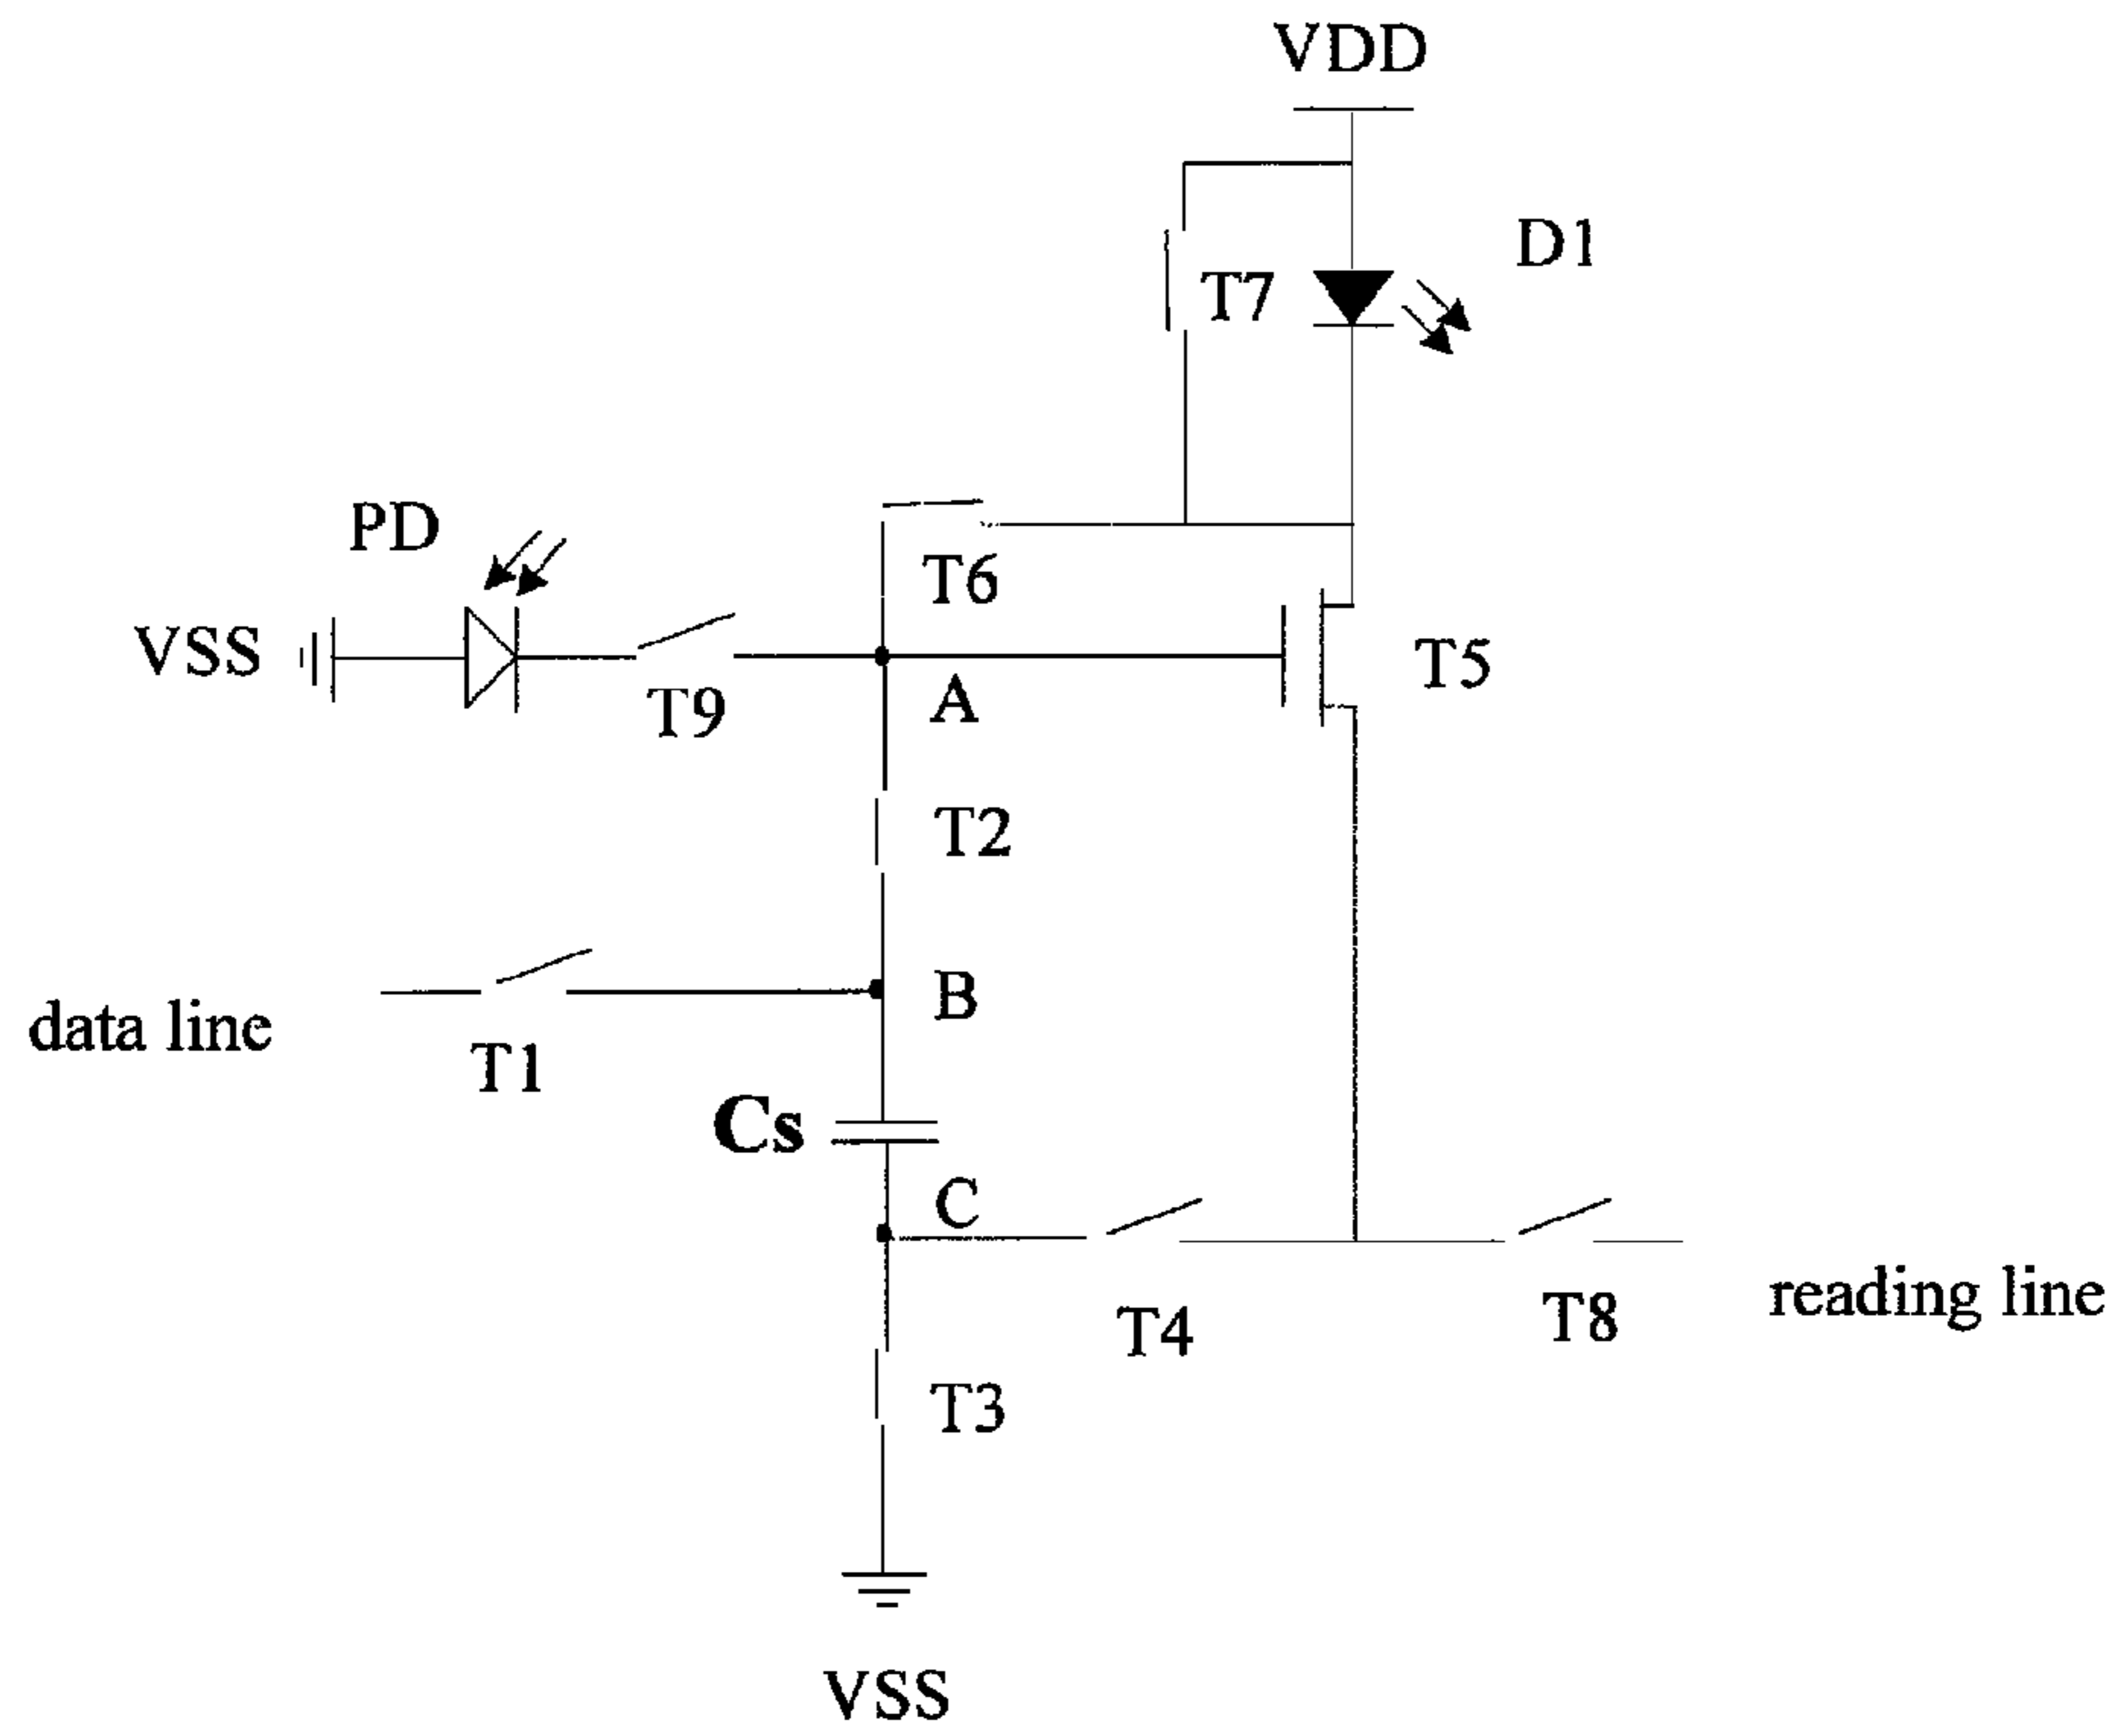 VDD
D1
T7
PD
T6
VSS
T5
T9
A
T2
B
data line
T1
Cs
C
T4
T8
reading line
T3
VSS